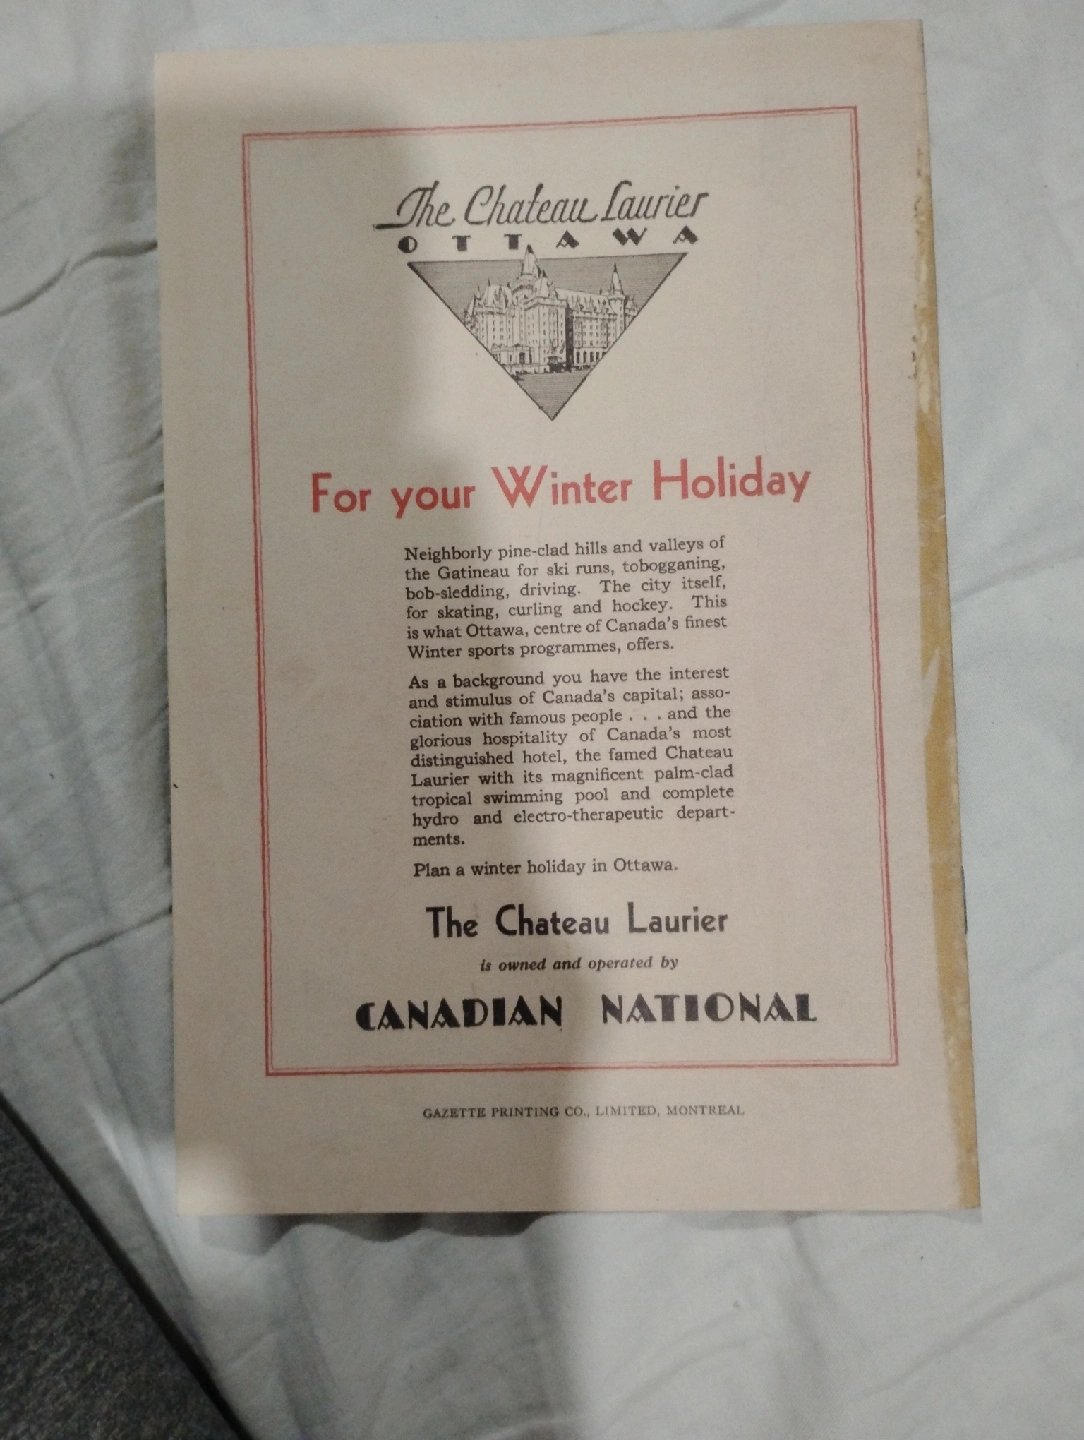 The Chateau Laurier
OTTAWA
For your Winter Holiday
Neighborly pine-clad hills and valleys of
the Gatineau for ski runs, tobogganing,
bob-sledding, driving. The city itself,
for skating, curling and hockey. This
is what Ottawa, centre of Canada's finest
Winter sports programmes, offers.
As a background you have the interest
and stimulus of Canada's capital; asso-
ciation with famous people . . . and the
glorious hospitality of Canada's most
distinguished hotel, the famed Chateau
Laurier with its magnificent palm-clad
tropical swimming pool and complete
hydro and electro-therapeutic depart-
ments.
Plan a winter holiday in Ottawa.
The Chateau Laurier
is owned and operated by
CANADIAN NATIONAL
GAZETTE PRINTING CO., LIMITED, MONTREAL